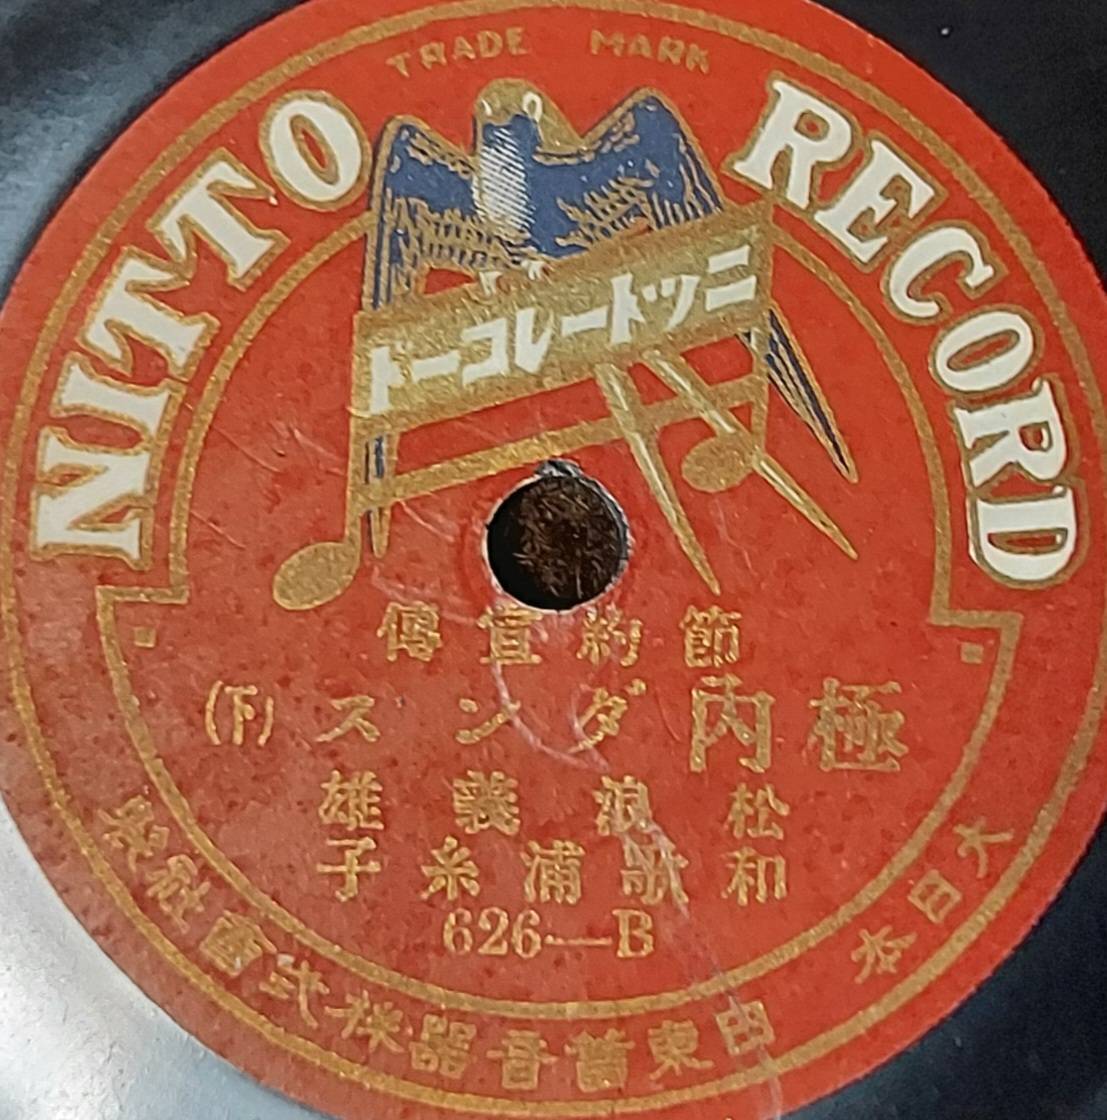 TRADE MARK
NITTO RECORD
ニットーレコード
節約宣傳
極内ダンス(下)
松浪義雄
和歌浦糸子
626—B
大日本 日東蓄音器株式會社製